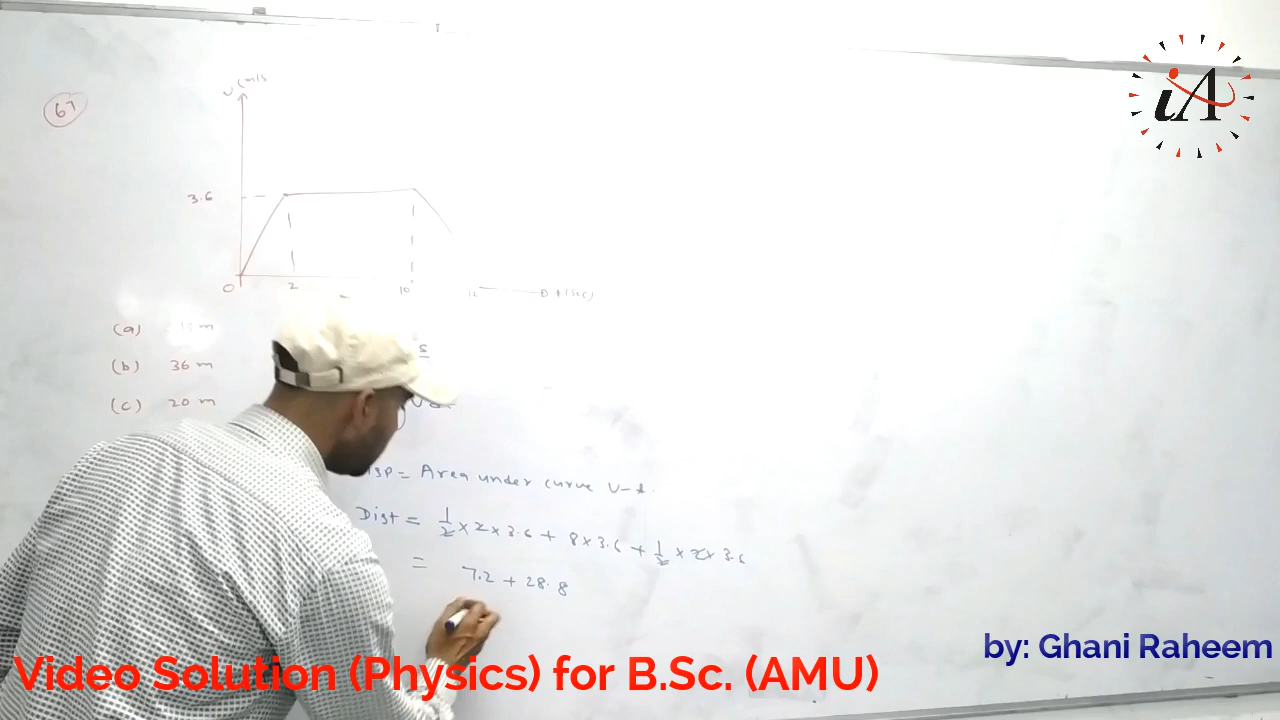 67
3.6
0 2 10 12 t (sec)
(a)
(b) 36 m
(c) 20 m
= Area under curve v-t.
Dist = 1/2 × 2 × 3.6 + 8 × 3.6 + 1/2 × 2 × 3.6
= 7.2 + 28.8
iA
by: Ghani Raheem
Video Solution (Physics) for B.Sc. (AMU)